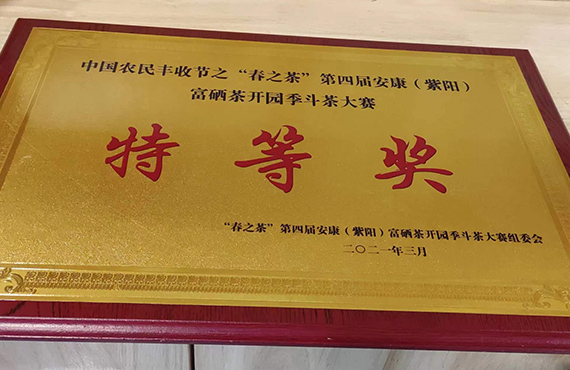 中国农民丰收节之“春之茶”第四届安康（紫阳）
富硒茶开园季斗茶大赛
特等奖
“春之茶”第四届安康（紫阳）富硒茶开园季斗茶大赛组委会
二〇二一年三月